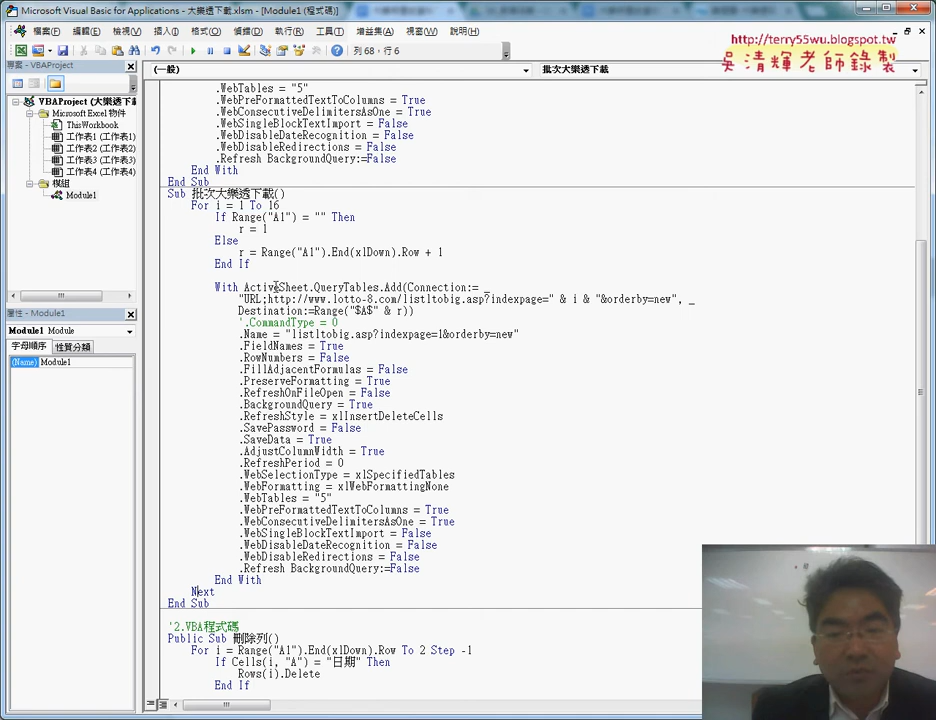 Microsoft Visual Basic for Applications - 大樂透下載.xlsm - [Module1 (程式碼)]
http://terry55wu.blogspot.tw
吳清輝老師錄製
檔案(F) 編輯(E) 檢視(V) 插入(I) 格式(O) 偵錯(D) 執行(R) 工具(T) 增益集(A) 視窗(W) 說明(H)
列 68, 行 6
專案 - VBAProject
(一般)
批次大樂透下載
VBAProject (大樂透下載
Microsoft Excel 物件
ThisWorkbook
工作表1 (工作表1)
工作表2 (工作表2)
工作表3 (工作表3)
工作表4 (工作表4)
模組
Module1
屬性 - Module1
Module1 Module
字母順序 性質分類
(Name) Module1
.WebTables = "5"
.WebPreFormattedTextToColumns = True
.WebConsecutiveDelimitersAsOne = True
.WebSingleBlockTextImport = False
.WebDisableDateRecognition = False
.WebDisableRedirections = False
.Refresh BackgroundQuery:=False
End With
End Sub
Sub 批次大樂透下載()
For i = 1 To 16
If Range("A1") = "" Then
r = 1
Else
r = Range("A1").End(xlDown).Row + 1
End If
With ActiveSheet.QueryTables.Add(Connection:= _
"URL;http://www.lotto-8.com/listltobig.asp?indexpage=" & i & "&orderby=new", _
Destination:=Range("$A$" & r))
'.CommandType = 0
.Name = "listltobig.asp?indexpage=1&orderby=new"
.FieldNames = True
.RowNumbers = False
.FillAdjacentFormulas = False
.PreserveFormatting = True
.RefreshOnFileOpen = False
.BackgroundQuery = True
.RefreshStyle = xlInsertDeleteCells
.SavePassword = False
.SaveData = True
.AdjustColumnWidth = True
.RefreshPeriod = 0
.WebSelectionType = xlSpecifiedTables
.WebFormatting = xlWebFormattingNone
.WebTables = "5"
.WebPreFormattedTextToColumns = True
.WebConsecutiveDelimitersAsOne = True
.WebSingleBlockTextImport = False
.WebDisableDateRecognition = False
.WebDisableRedirections = False
.Refresh BackgroundQuery:=False
End With
Next
End Sub
'2.VBA程式碼
Public Sub 刪除列()
For i = Range("A1").End(xlDown).Row To 2 Step -1
If Cells(i, "A") = "日期" Then
Rows(i).Delete
End If